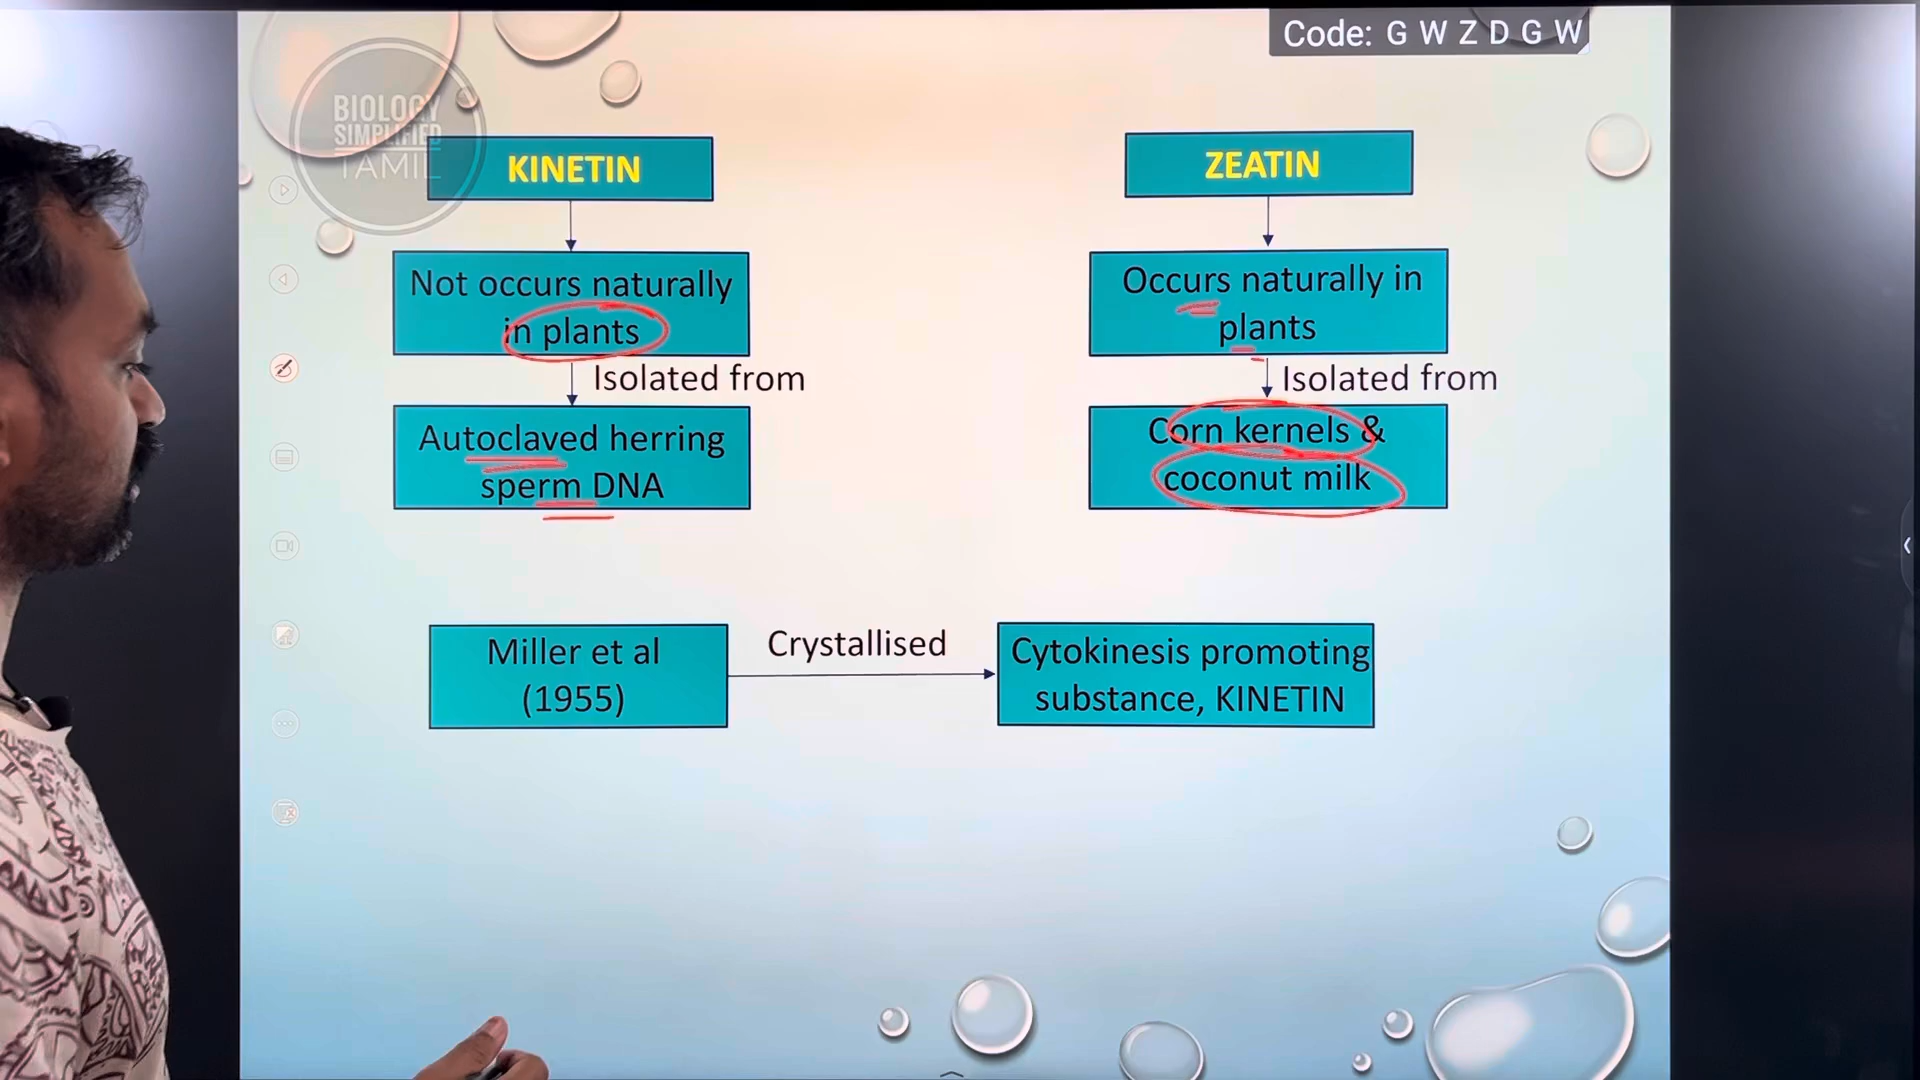 Code: G W Z D G W
BIOLOGY
SIMPLIFIED
TAMIL
KINETIN
Not occurs naturally
in plants
Isolated from
Autoclaved herring
sperm DNA
ZEATIN
Occurs naturally in
plants
Isolated from
Corn kernels &
coconut milk
Miller et al
(1955)
Crystallised
Cytokinesis promoting
substance, KINETIN